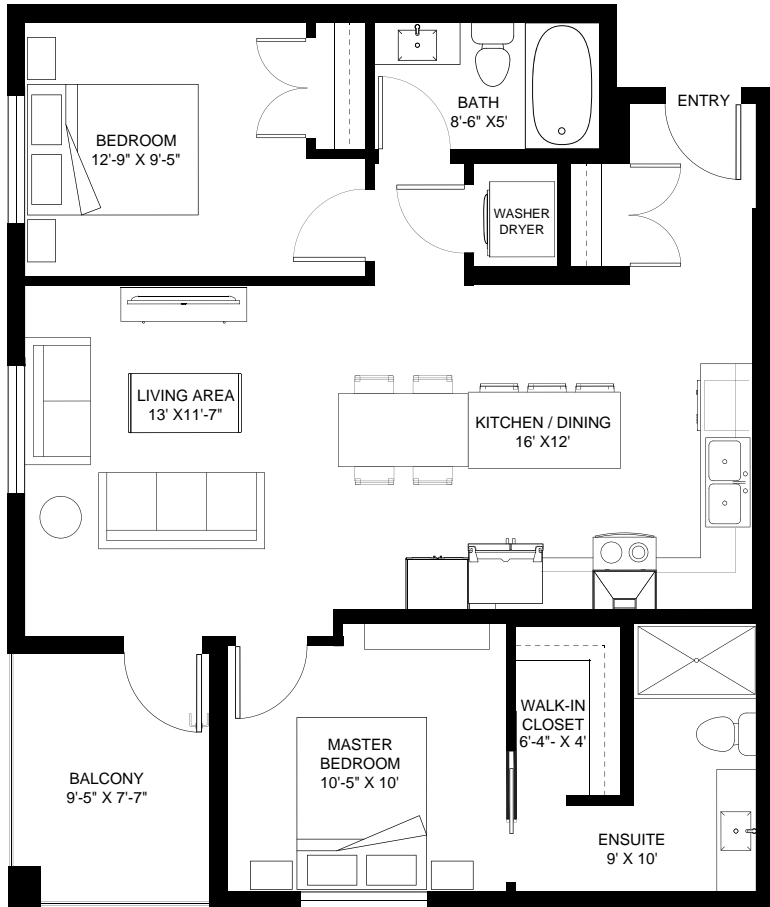 ENTRY
BATH
8'-6" X5'
BEDROOM
12'-9" X 9'-5"
WASHER
DRYER
LIVING AREA
13' X11'-7"
KITCHEN / DINING
16' X12'
WALK-IN
CLOSET
6'-4"- X 4'
MASTER
BEDROOM
10'-5" X 10'
BALCONY
9'-5" X 7'-7"
ENSUITE
9' X 10'